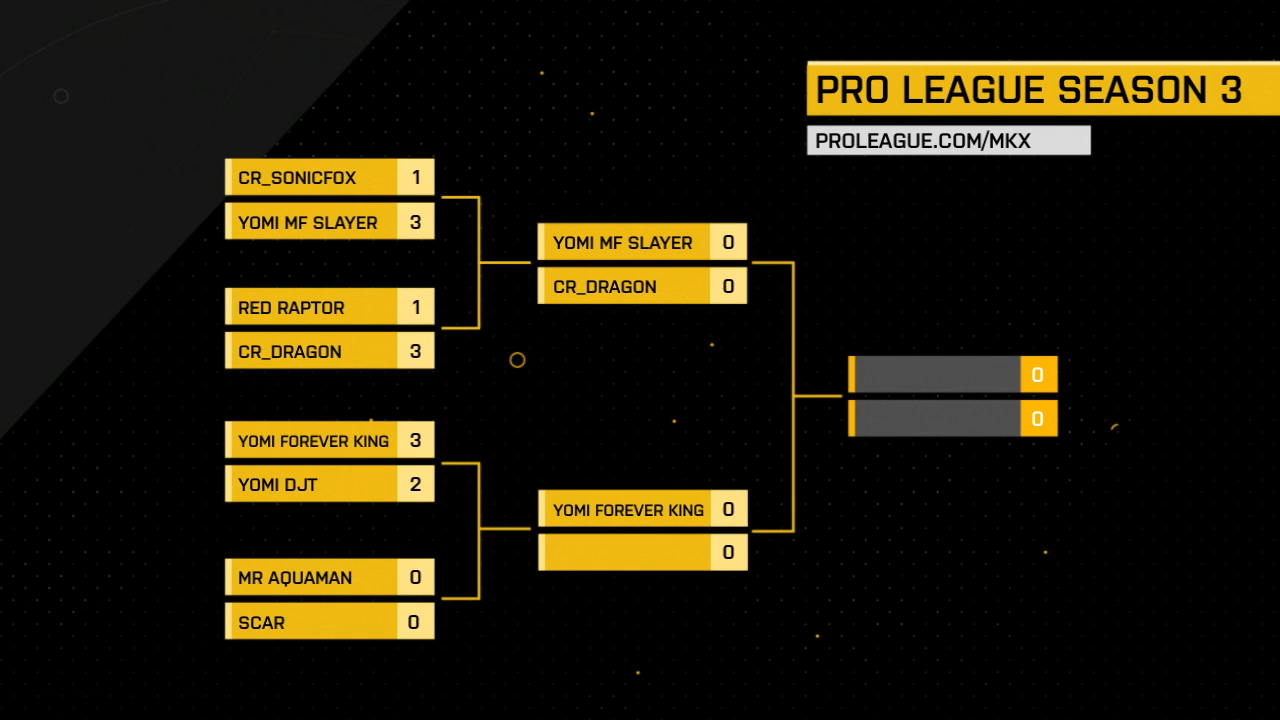 PRO LEAGUE SEASON 3
PROLEAGUE.COM/MKX
CR_SONICFOX 1
YOMI MF SLAYER 3
RED RAPTOR 1
CR_DRAGON 3
YOMI FOREVER KING 3
YOMI DJT 2
MR AQUAMAN 0
SCAR 0
YOMI MF SLAYER 0
CR_DRAGON 0
YOMI FOREVER KING 0
0
0
0